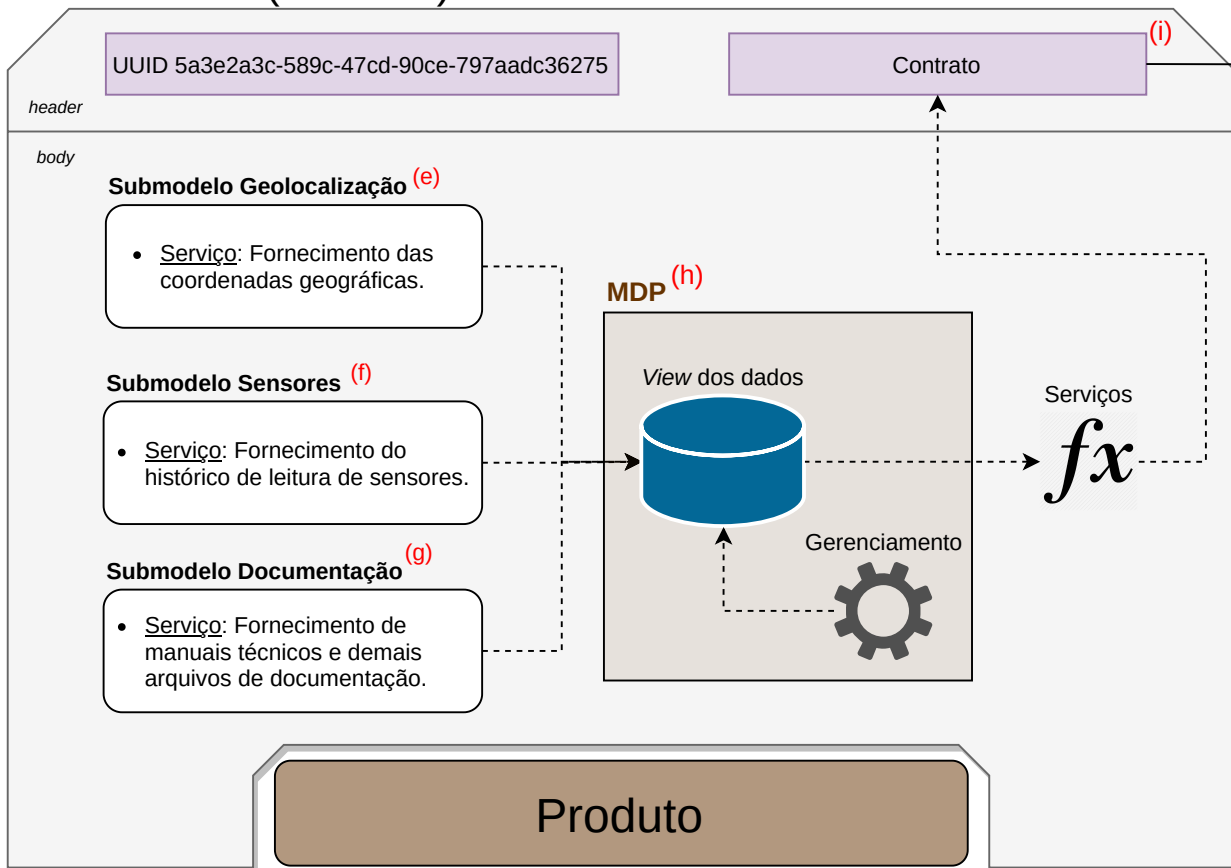 UUID 5a3e2a3c-589c-47cd-90ce-797aadc36275
Contrato
(i)
header
body
Submodelo Geolocalização (e)
• Serviço: Fornecimento das
coordenadas geográficas.
MDP (h)
View dos dados
Submodelo Sensores (f)
• Serviço: Fornecimento do
histórico de leitura de sensores.
Serviços
fx
Gerenciamento
Submodelo Documentação (g)
• Serviço: Fornecimento de
manuais técnicos e demais
arquivos de documentação.
Produto